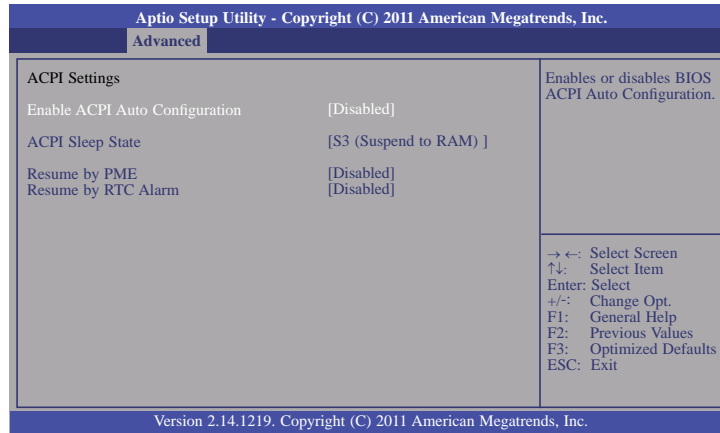 Aptio Setup Utility - Copyright (C) 2011 American Megatrends, Inc.
Advanced
ACPI Settings
Enable ACPI Auto Configuration [Disabled]
ACPI Sleep State [S3 (Suspend to RAM) ]
Resume by PME [Disabled]
Resume by RTC Alarm [Disabled]
Enables or disables BIOS
ACPI Auto Configuration.
→ ←: Select Screen
↑↓: Select Item
Enter: Select
+/-: Change Opt.
F1: General Help
F2: Previous Values
F3: Optimized Defaults
ESC: Exit
Version 2.14.1219. Copyright (C) 2011 American Megatrends, Inc.